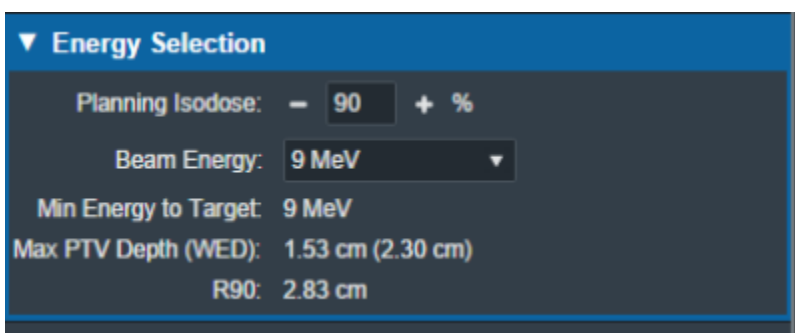 ▼ Energy Selection
Planning Isodose: − 90 + %
Beam Energy: 9 MeV ▾
Min Energy to Target: 9 MeV
Max PTV Depth (WED): 1.53 cm (2.30 cm)
R90: 2.83 cm